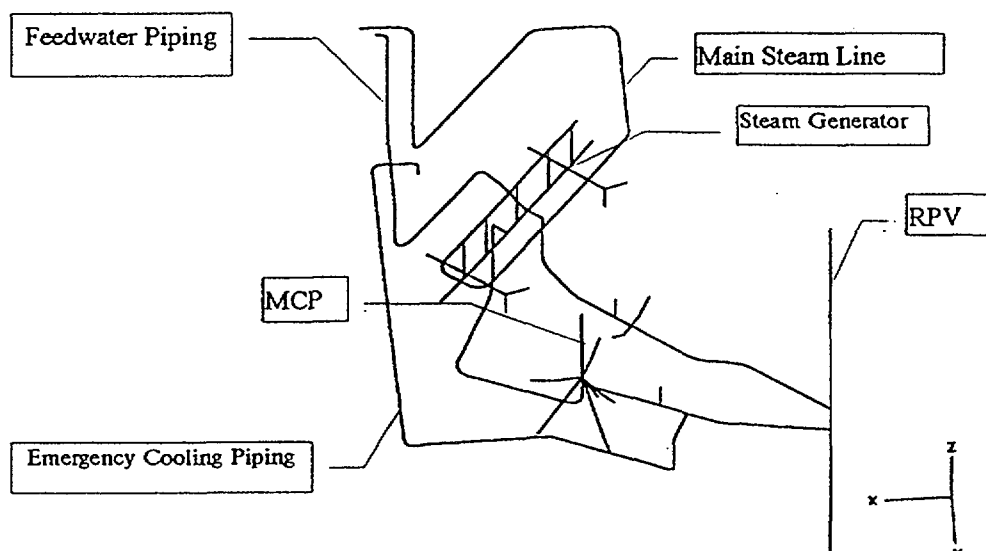 Feedwater Piping
Main Steam Line
Steam Generator
RPV
MCP
Emergency Cooling Piping
z
x